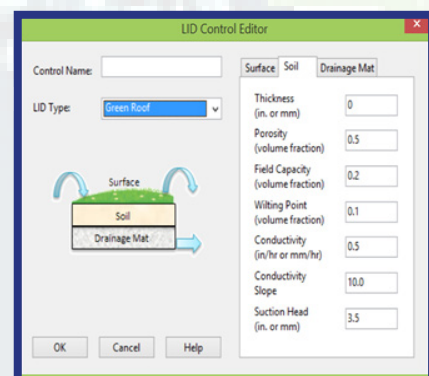 LID Control Editor
x
Control Name:
LID Type:
Green Roof
Surface
Soil
Drainage Mat
Surface Soil Drainage Mat
Thickness
(in. or mm)
0
Porosity
(volume fraction)
0.5
Field Capacity
(volume fraction)
0.2
Wilting Point
(volume fraction)
0.1
Conductivity
(in/hr or mm/hr)
0.5
Conductivity
Slope
10.0
Suction Head
(in. or mm)
3.5
OK Cancel Help